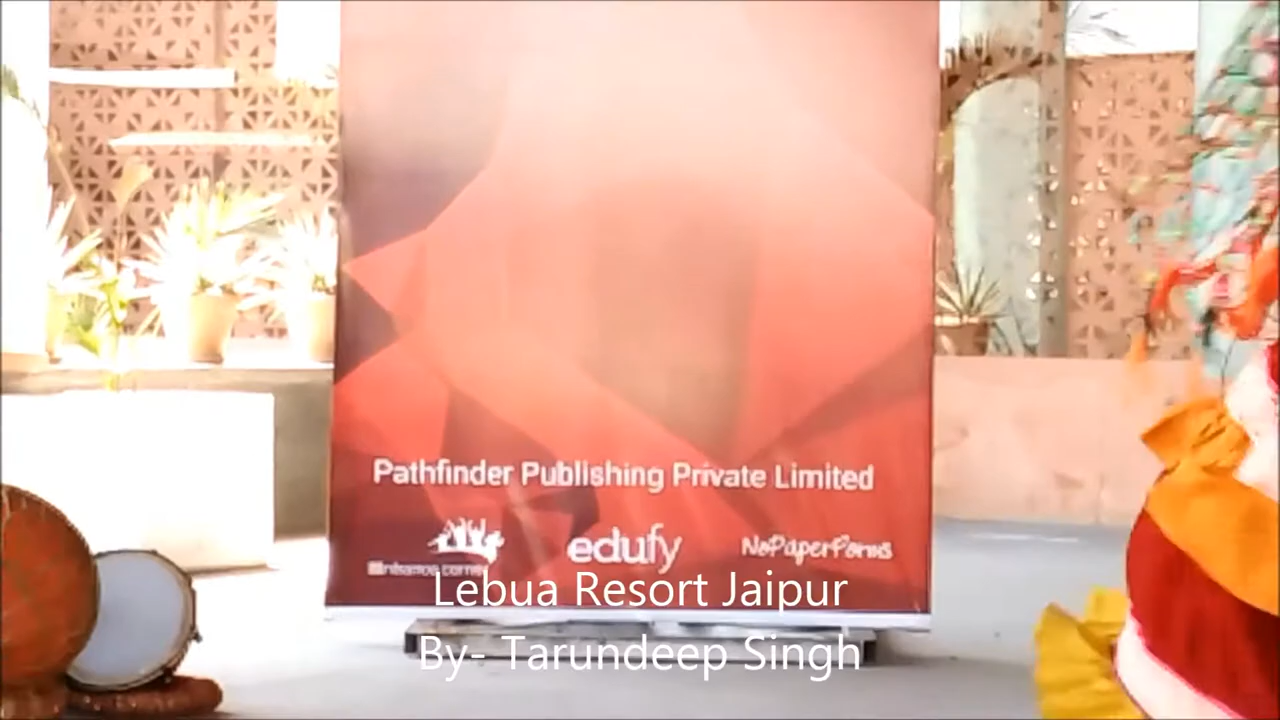 Pathfinder Publishing Private Limited
edufy
NoPaperForms
Lebua Resort Jaipur
By- Tarundeep Singh